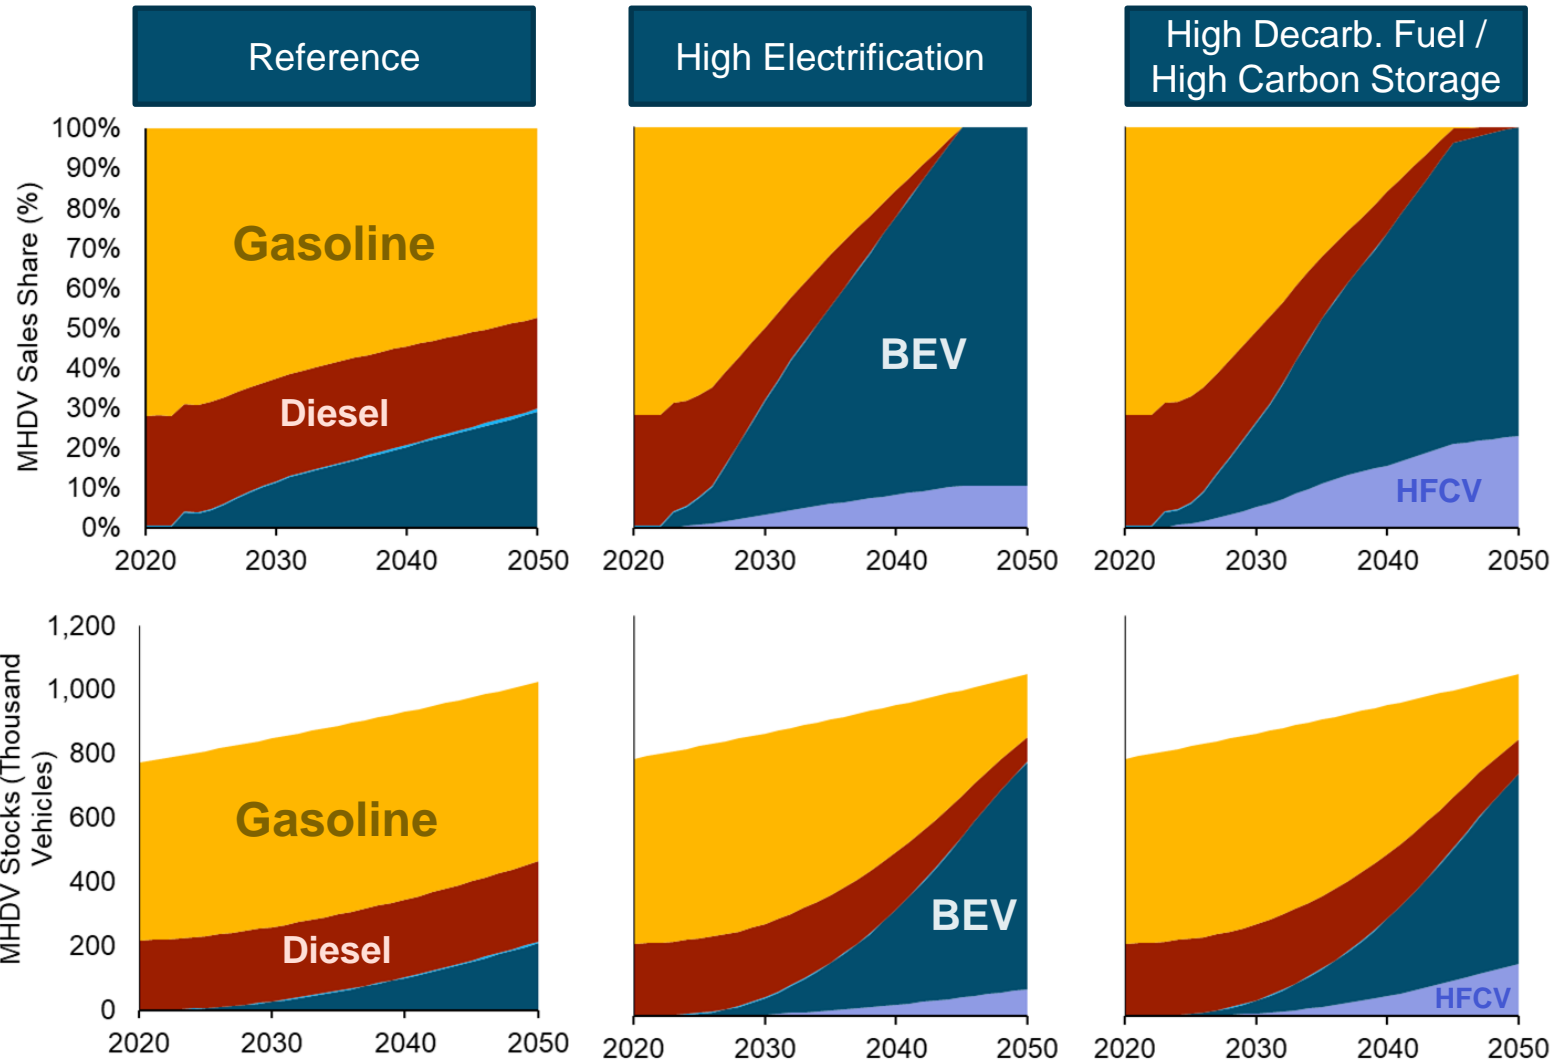 Reference
High Electrification
High Decarb. Fuel /
High Carbon Storage
MHDV Sales Share (%)
100%
90%
80%
70%
60%
50%
40%
30%
20%
10%
0%
Gasoline
Diesel
BEV
HFCV
2020 2030 2040 2050
2020 2030 2040 2050
2020 2030 2040 2050
MHDV Stocks (Thousand
Vehicles)
1,200
1,000
800
600
400
200
0
Gasoline
Diesel
BEV
HFCV
2020 2030 2040 2050
2020 2030 2040 2050
2020 2030 2040 2050